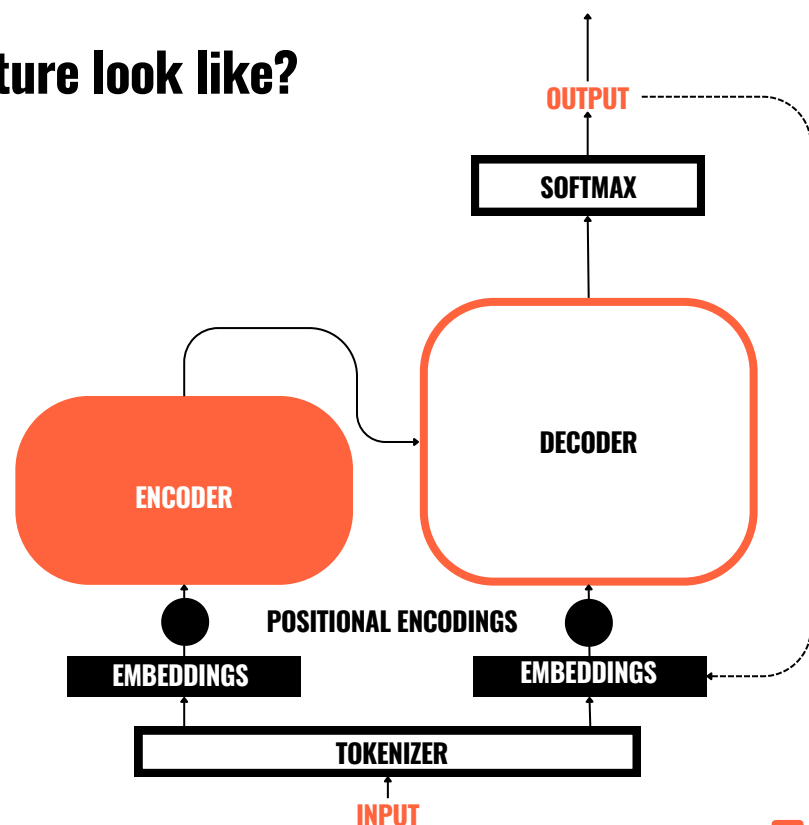 ture look like?
OUTPUT
SOFTMAX
DECODER
ENCODER
POSITIONAL ENCODINGS
EMBEDDINGS
EMBEDDINGS
TOKENIZER
INPUT